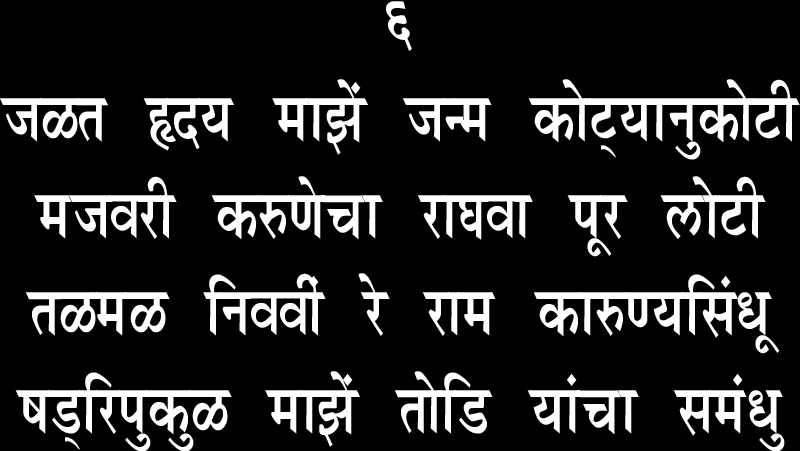 ६
जळत हृदय माझें जन्म कोट्यानुकोटी
मजवरी करुणेचा राघवा पूर लोटी
तळमळ निववीं रे राम कारुण्यसिंधू
षड्रिपुकुळ माझें तोडि यांचा समंधु